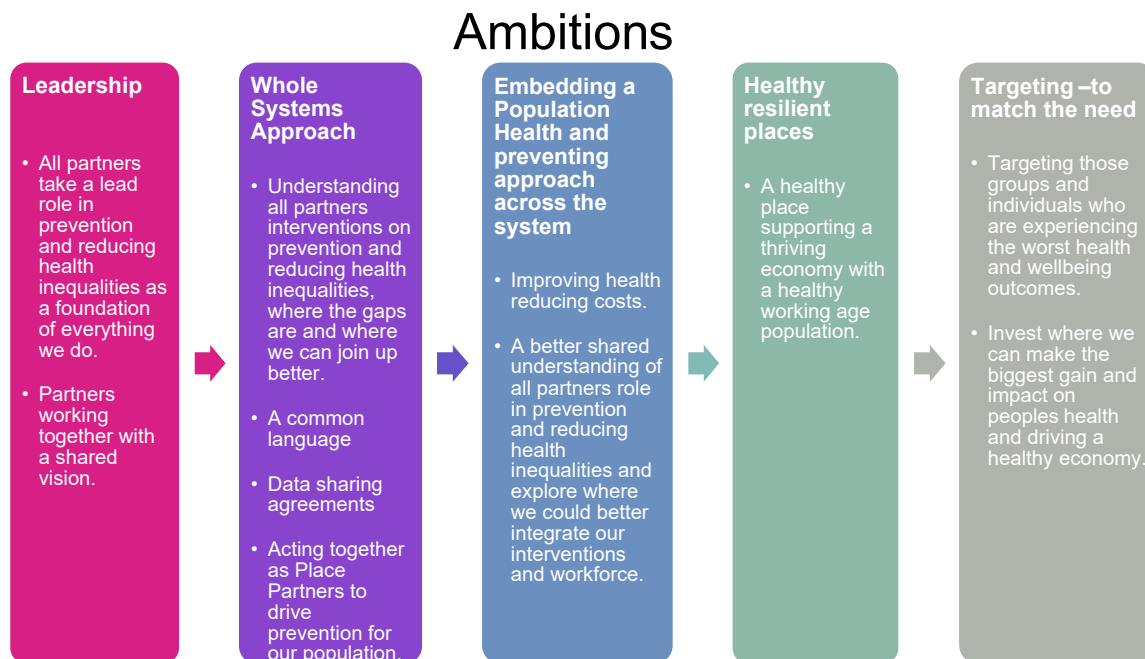 Ambitions
Leadership
• All partners
take a lead
role in
prevention
and reducing
health
inequalities as
a foundation
of everything
we do.
• Partners
working
together with
a shared
vision.
Whole
Systems
Approach
• Understanding
all partners
interventions on
prevention and
reducing health
inequalities,
where the gaps
are and where
we can join up
better.
• A common
language
• Data sharing
agreements
• Acting together
as Place
Partners to
drive
prevention for
our population.
Embedding a
Population
Health and
preventing
approach
across the
system
• Improving health
reducing costs.
• A better shared
understanding of
all partners role
in prevention
and reducing
health
inequalities and
explore where
we could better
integrate our
interventions
and workforce.
Healthy
resilient
places
• A healthy
place
supporting a
thriving
economy with
a healthy
working age
population.
Targeting –to
match the need
• Targeting those
groups and
individuals who
are experiencing
the worst health
and wellbeing
outcomes.
• Invest where we
can make the
biggest gain and
impact on
peoples health
and driving a
healthy economy.